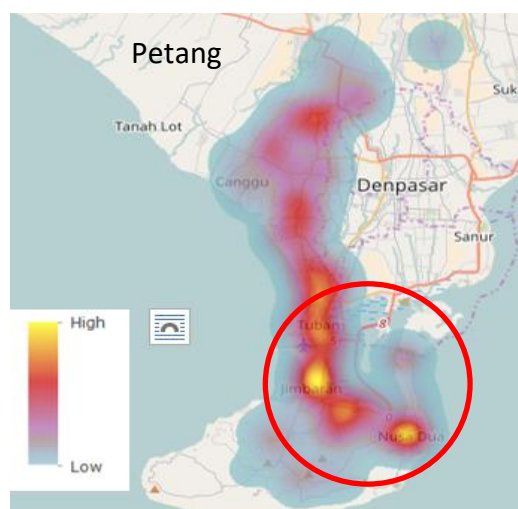 Petang
Suk
Tanah Lot
Canggu
Denpasar
Sanur
High
Tuban
Jimbaran
Nusa Dua
Low